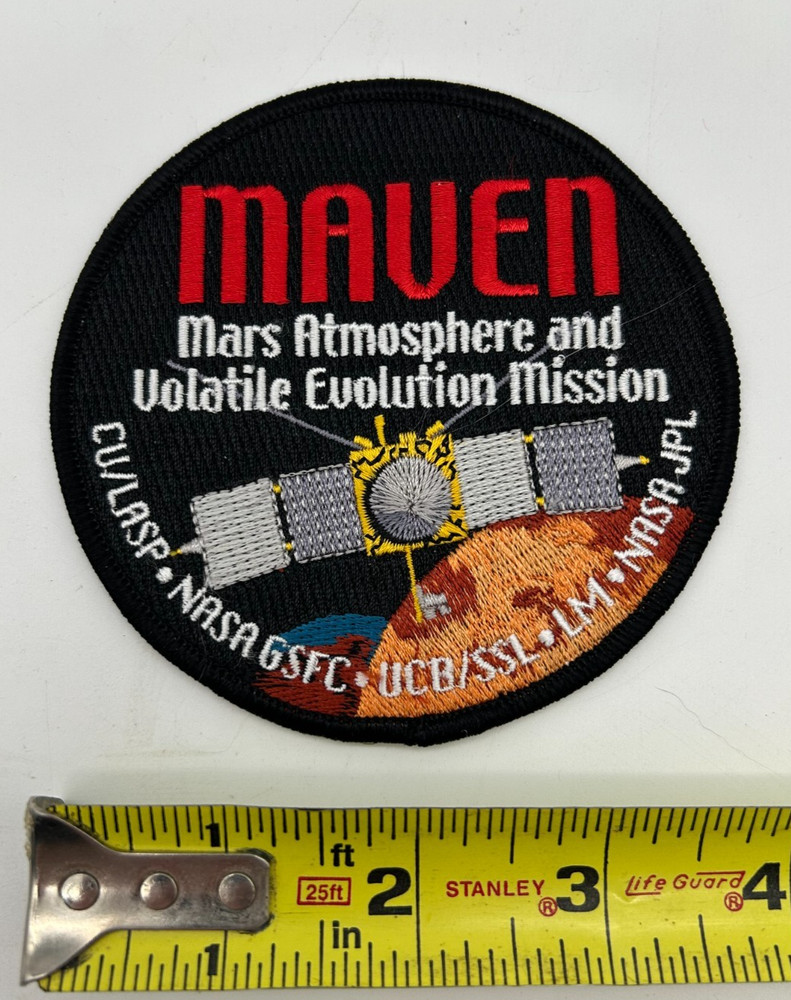 MAVEN
Mars Atmosphere and
Volatile Evolution Mission
CU/LASP • NASA GSFC • UCB/SSL • LM • NASA JPL
1 ft
25ft 2 STANLEY ® 3 Life Guard ® 4
1 in